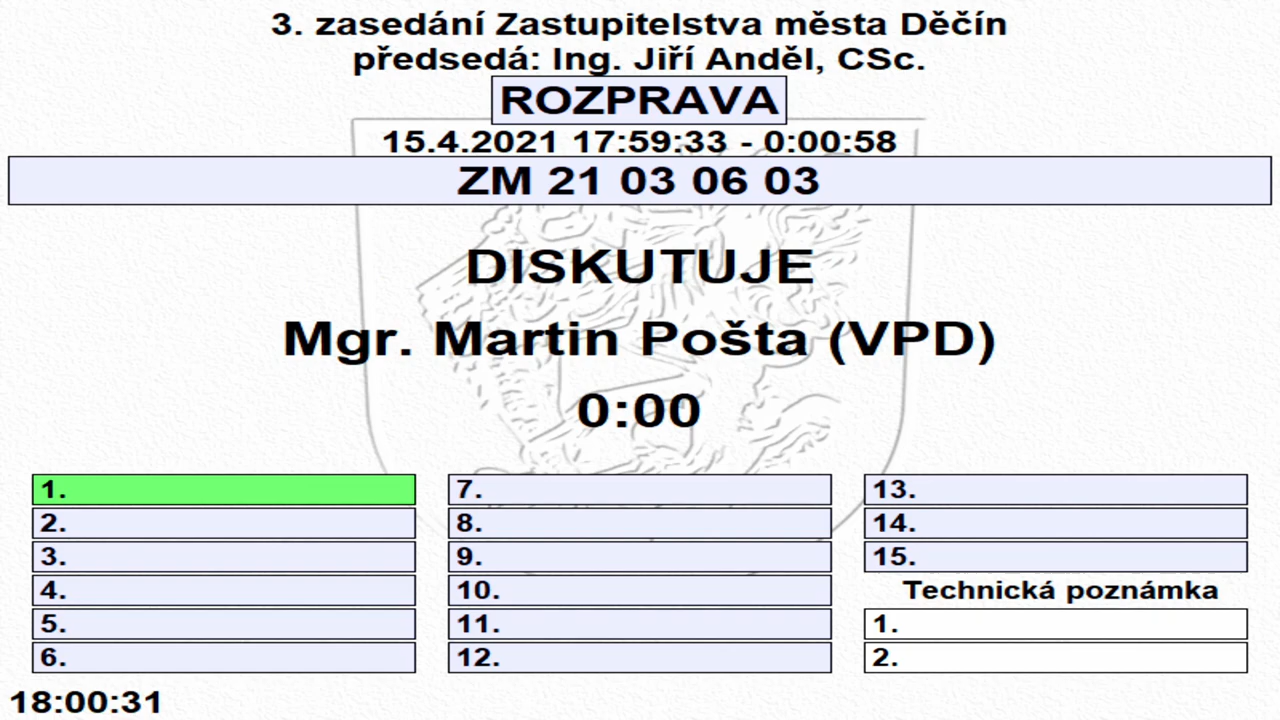 3. zasedání Zastupitelstva města Děčín
předsedá: Ing. Jiří Anděl, CSc.
ROZPRAVA
15.4.2021 17:59:33 - 0:00:58
ZM 21 03 06 03
DISKUTUJE
Mgr. Martin Pošta (VPD)
0:00
1.
2.
3.
4.
5.
6.
7.
8.
9.
10.
11.
12.
13.
14.
15.
Technická poznámka
1.
2.
18:00:31